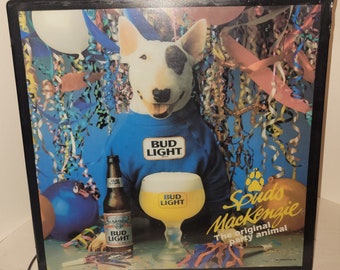 BUD
LIGHT
BUD
LIGHT
BUD
LIGHT
Spuds
MacKenzie
The original
party animal